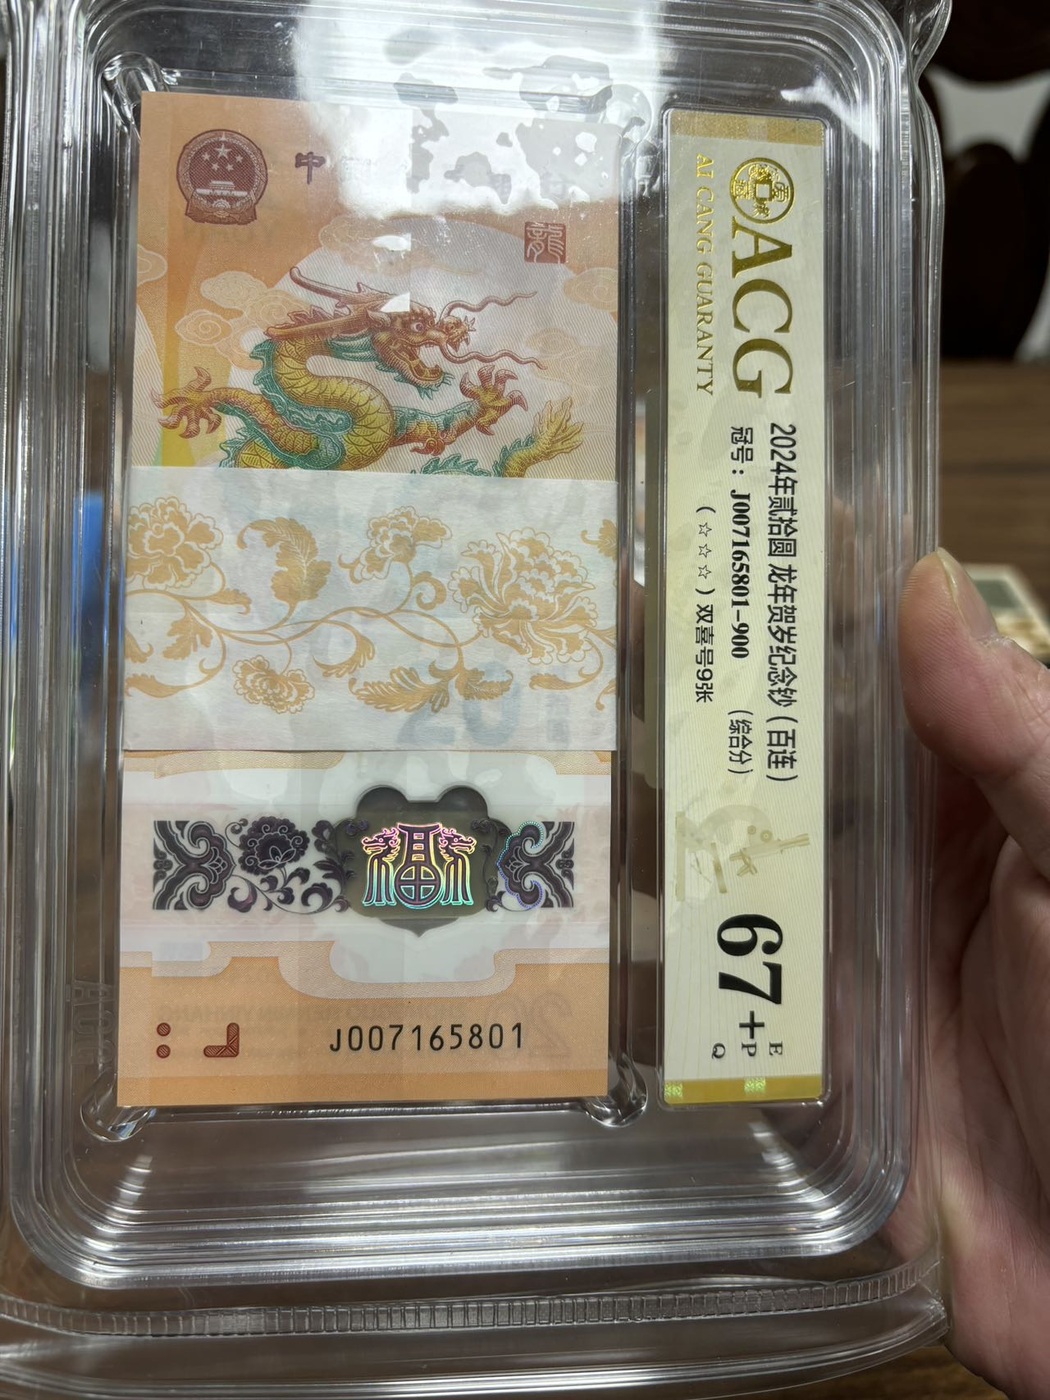 中
龍
J007165801
ACG
AI CANG GUARANTY
2024年贰拾圆 龙年贺岁纪念钞（百连）
冠号：J007165801-900 （综合分）
（☆☆☆）双喜号9张
67+
E
P
Q